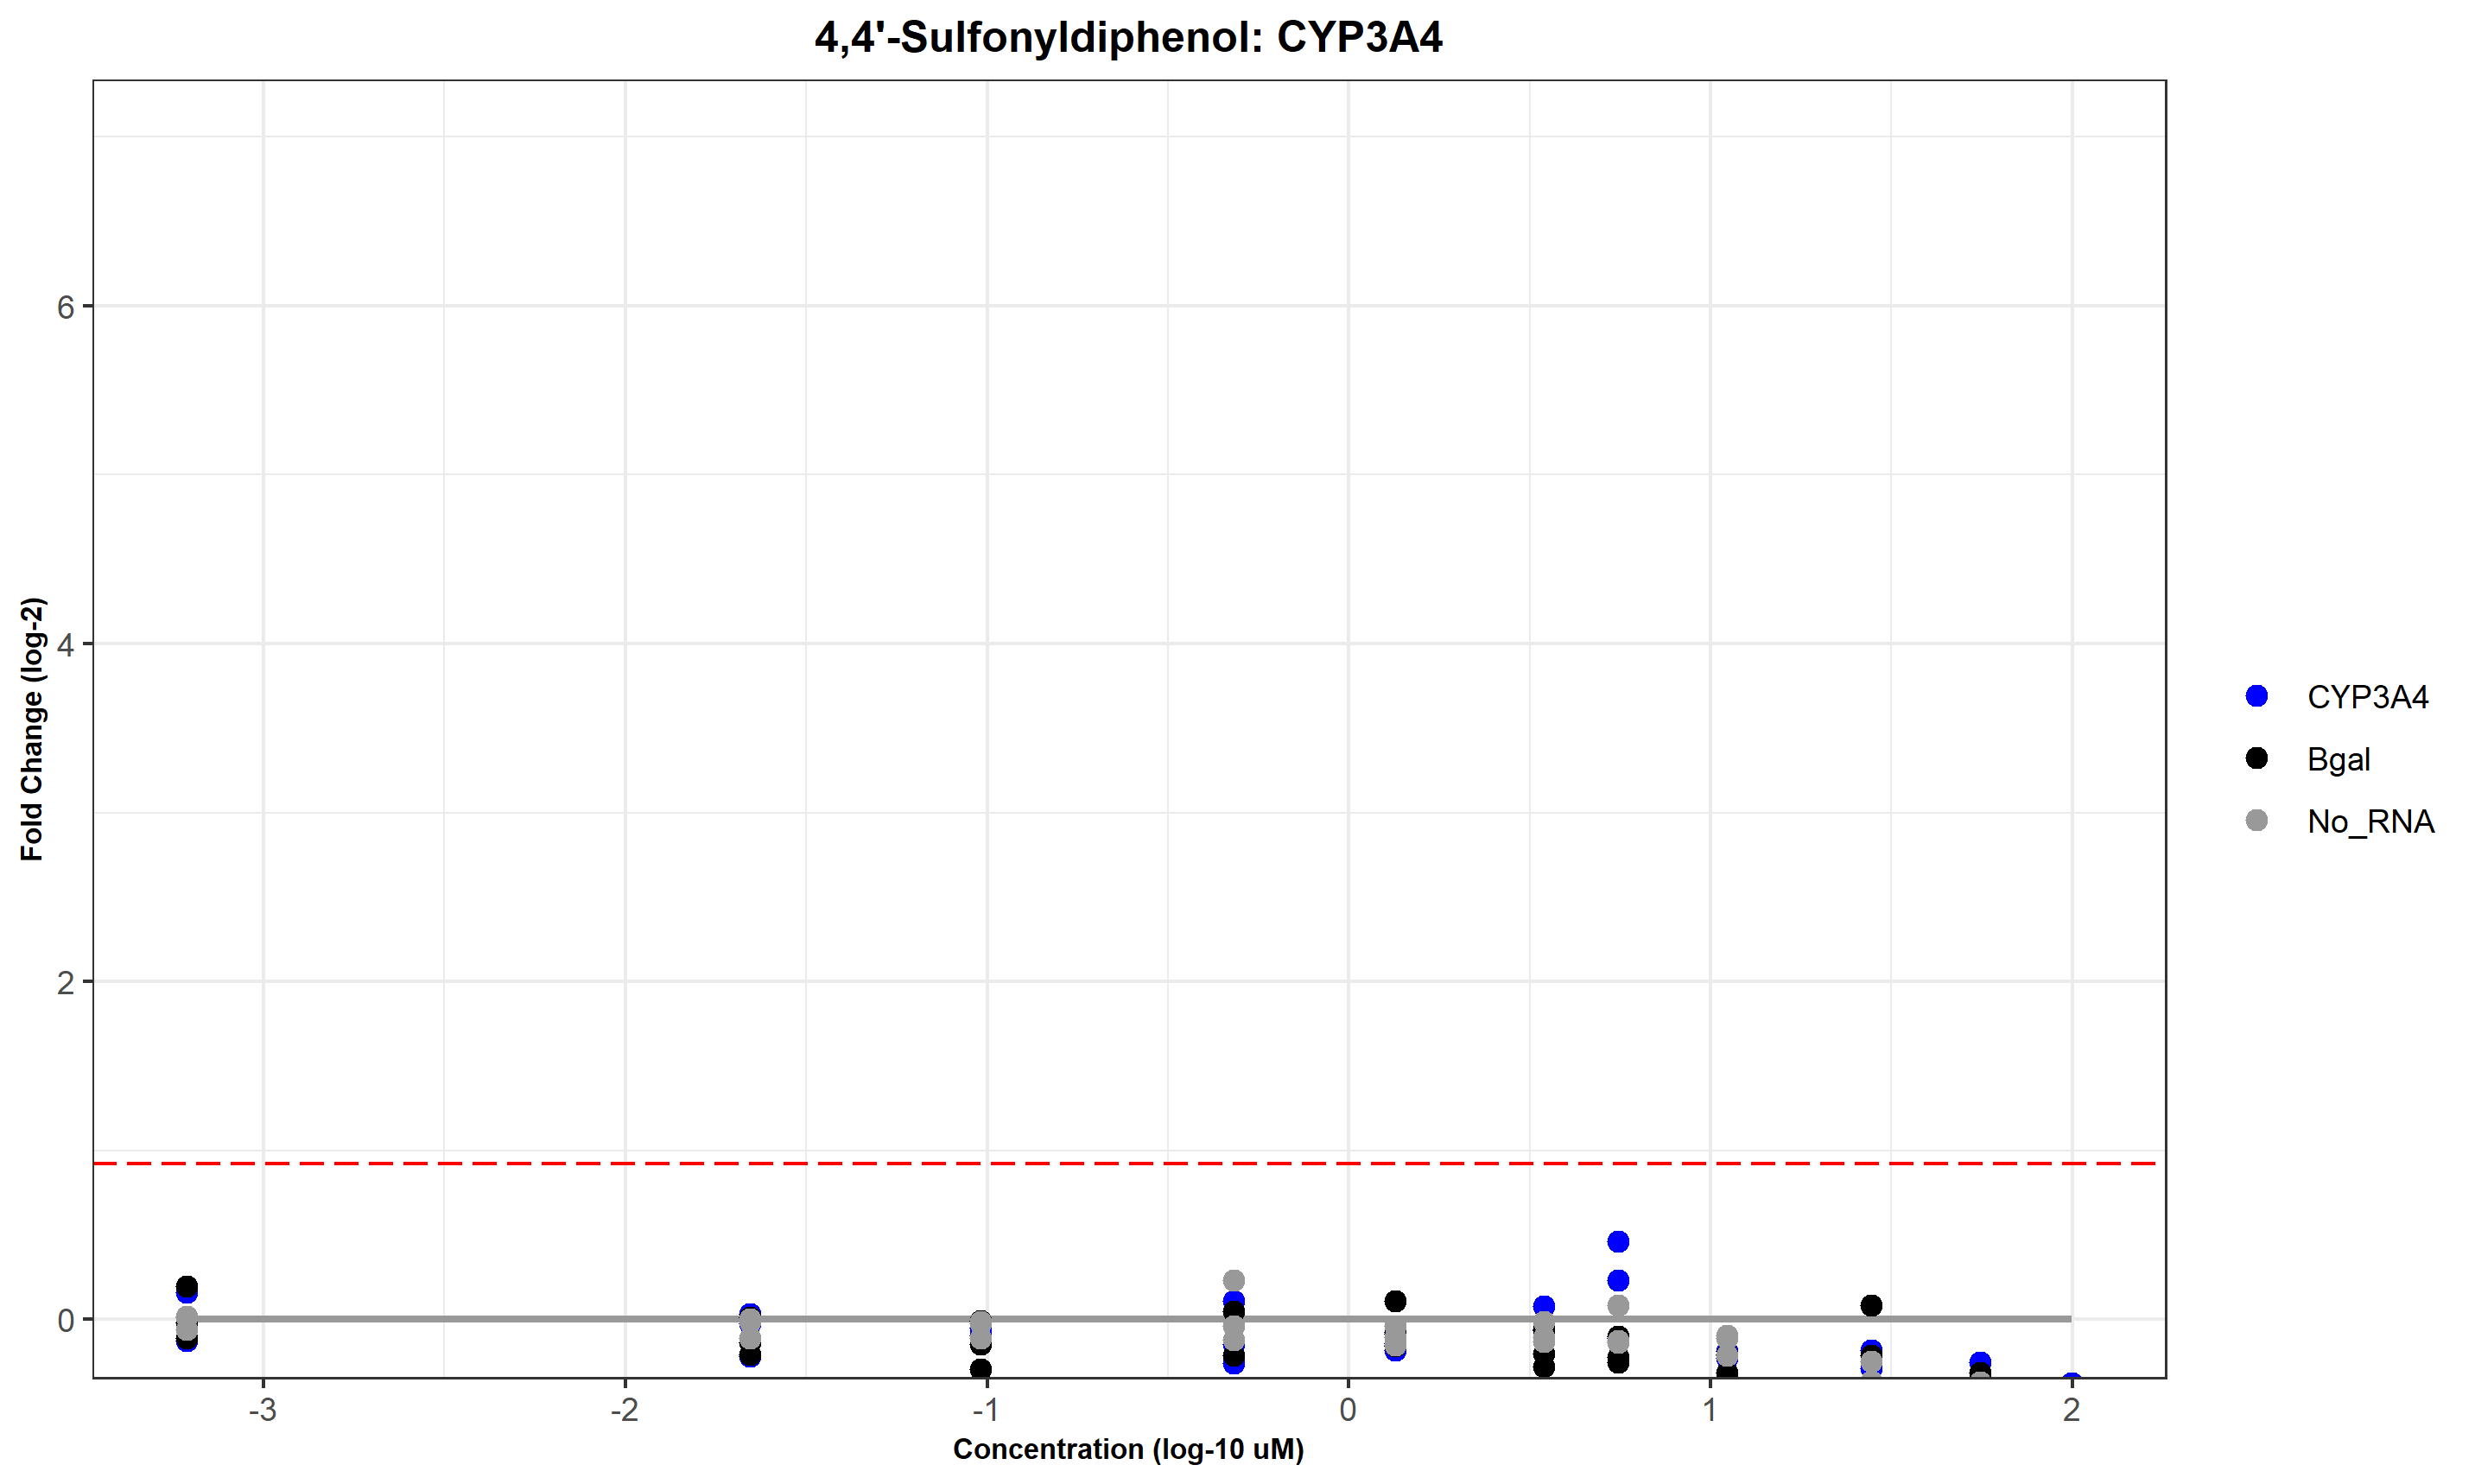 4,4'-Sulfonyldiphenol: CYP3A4
Fold Change (log-2)
6
4
2
0
-3
-2
-1
0
1
2
Concentration (log-10 uM)
CYP3A4
Bgal
No_RNA